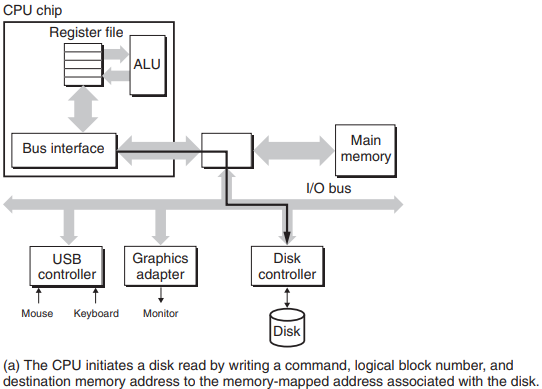 CPU chip
Register file
ALU
Bus interface
Main
memory
I/O bus
USB
controller
Graphics
adapter
Disk
controller
Mouse
Keyboard
Monitor
Disk
(a) The CPU initiates a disk read by writing a command, logical block number, and
destination memory address to the memory-mapped address associated with the disk.